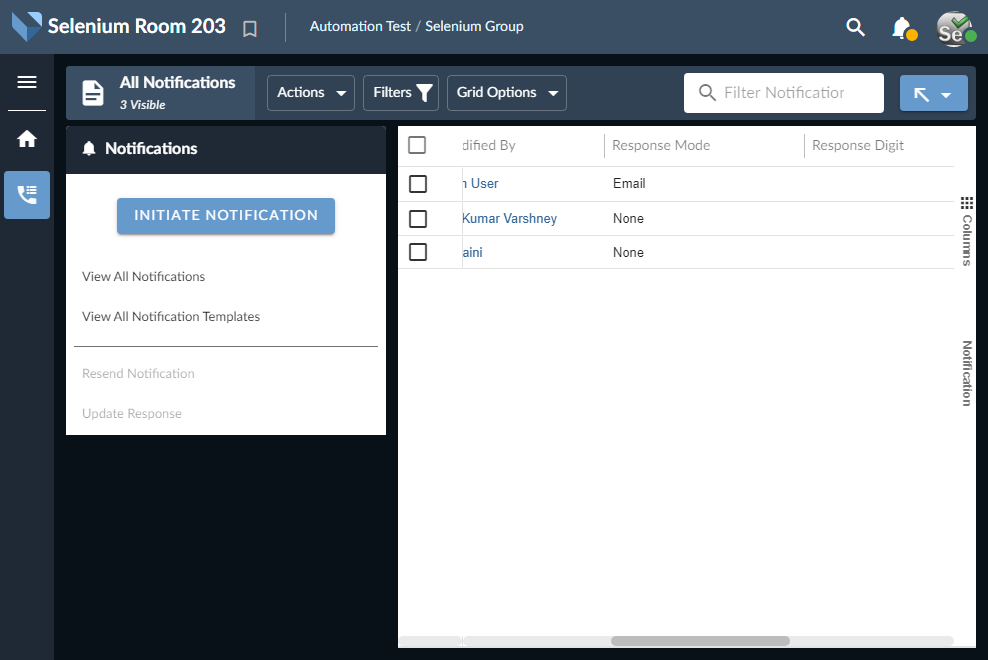 Selenium Room 203
Automation Test / Selenium Group
Se
All Notifications
3 Visible
Actions
Filters
Grid Options
Filter Notification
Notifications
INITIATE NOTIFICATION
View All Notifications
View All Notification Templates
Resend Notification
Update Response
dified By Response Mode Response Digit
User Email
Kumar Varshney None
aini None
Columns
Notification